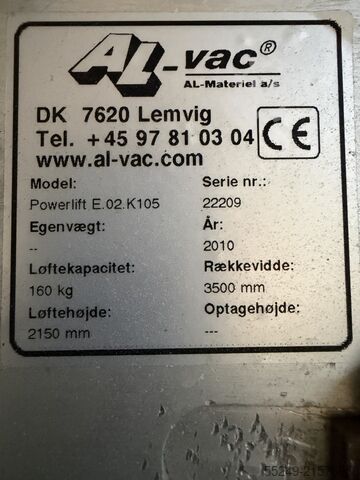 AL-vac®
AL-Materiel a/s
DK 7620 Lemvig
Tel. +45 97 81 03 04
CE
www.al-vac.com
Model: Serie nr.:
Powerlift E.02.K105 22209
Egenvægt: År:
-- 2010
Løftekapacitet: Rækkevidde:
160 kg 3500 mm
Løftehøjde: Optagehøjde:
2150 mm ---